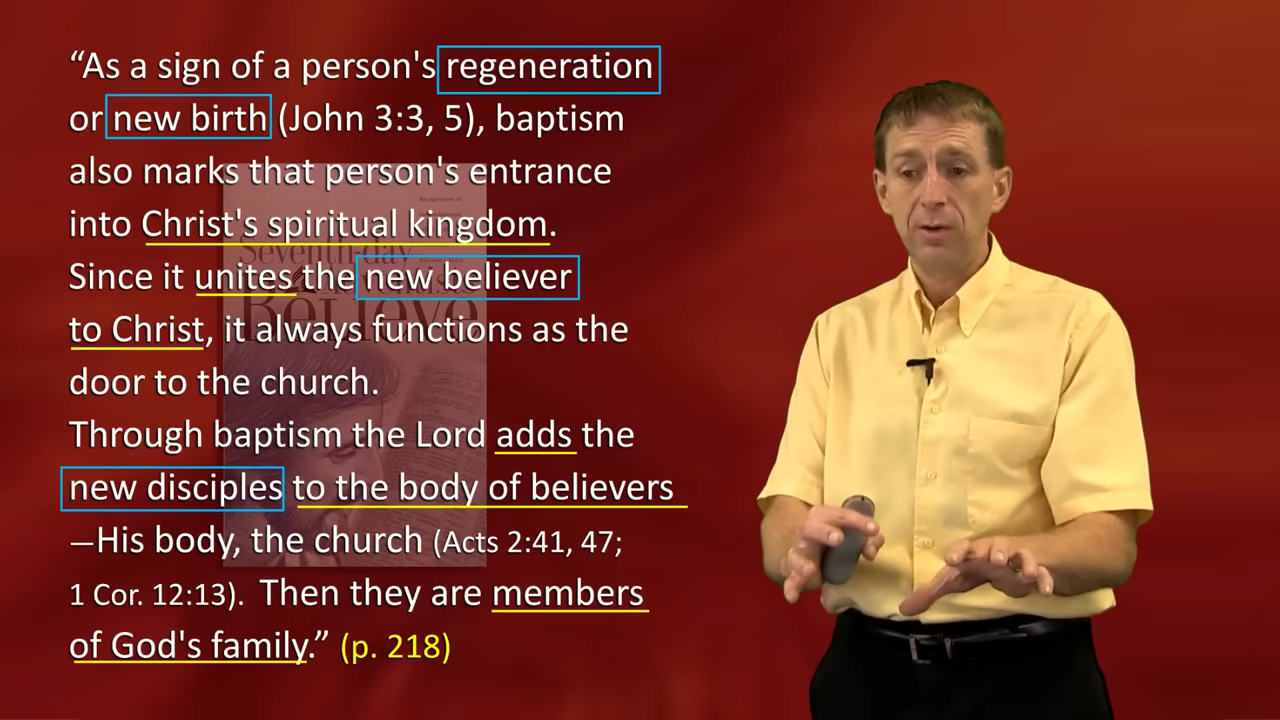 “As a sign of a person's regeneration
or new birth (John 3:3, 5), baptism
also marks that person's entrance
into Christ's spiritual kingdom.
Since it unites the new believer
to Christ, it always functions as the
door to the church.
Through baptism the Lord adds the
new disciples to the body of believers
—His body, the church (Acts 2:41, 47;
1 Cor. 12:13). Then they are members
of God's family.” (p. 218)
Seventh-day
Believe